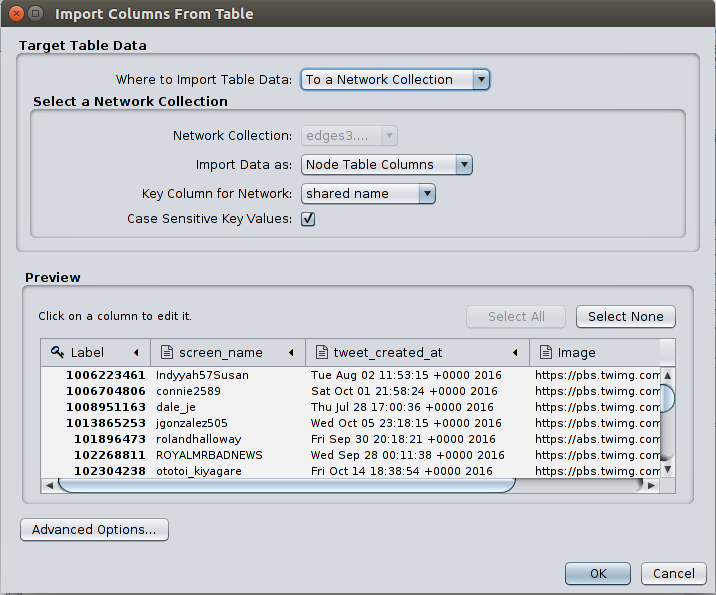 Import Columns From Table
Target Table Data
Where to Import Table Data: To a Network Collection
Select a Network Collection
Network Collection: edges3....
Import Data as: Node Table Columns
Key Column for Network: shared name
Case Sensitive Key Values:
Preview
Click on a column to edit it. Select All Select None
Label screen_name tweet_created_at Image
1006223461 Indyyah57Susan Tue Aug 02 11:53:15 +0000 2016 https://pbs.twimg.com
1006704806 connie2589 Sat Oct 01 21:58:24 +0000 2016 https://pbs.twimg.com
1008951163 dale_je Thu Jul 28 17:00:36 +0000 2016 https://pbs.twimg.com
1013865253 jgonzalez505 Wed Oct 05 23:18:15 +0000 2016 https://pbs.twimg.com
101896473 rolandhalloway Fri Sep 30 20:18:21 +0000 2016 https://abs.twimg.com
102268811 ROYALMRBADNEWS Wed Sep 28 00:11:38 +0000 2016 https://pbs.twimg.com
102304238 ototoi_kiyagare Fri Oct 14 18:38:54 +0000 2016 https://pbs.twimg.com
Advanced Options...
OK Cancel